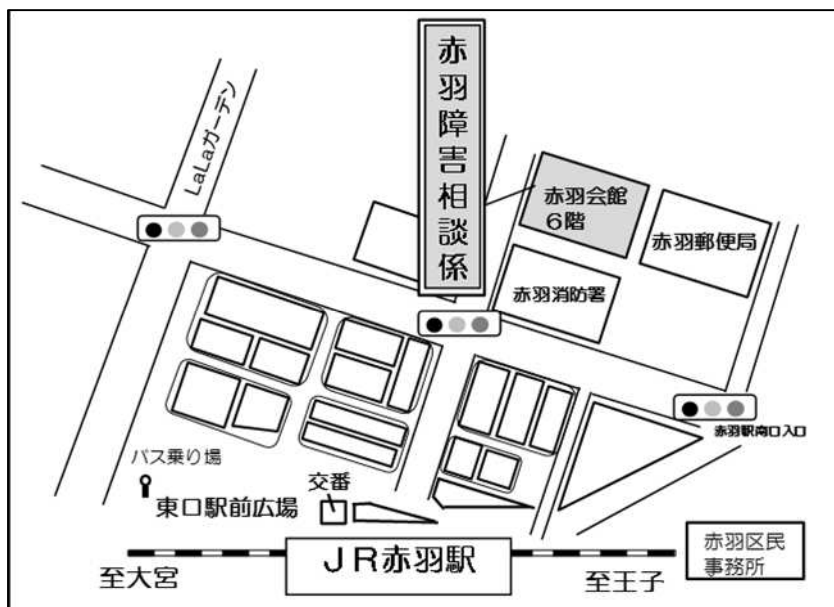 赤羽障害相談係
LaLaガーデン
赤羽会館
6階
赤羽郵便局
赤羽消防署
赤羽駅南口入口
バス乗り場
東口駅前広場
交番
JR赤羽駅
至大宮
至王子
赤羽区民
事務所